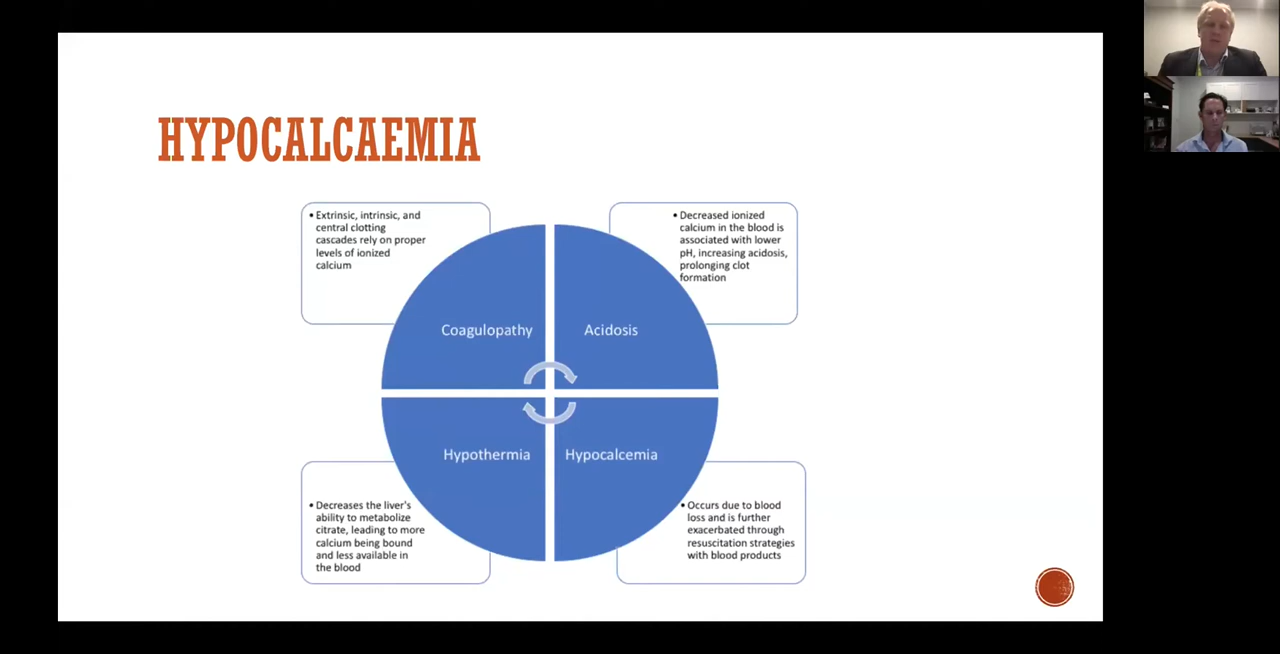 HYPOCALCAEMIA
• Extrinsic, intrinsic, and
central clotting
cascades rely on proper
levels of ionized
calcium
• Decreased ionized
calcium in the blood is
associated with lower
pH, increasing acidosis,
prolonging clot
formation
Coagulopathy
Acidosis
Hypothermia
Hypocalcemia
• Decreases the liver's
ability to metabolize
citrate, leading to more
calcium being bound
and less available in
the blood
• Occurs due to blood
loss and is further
exacerbated through
resuscitation strategies
with blood products